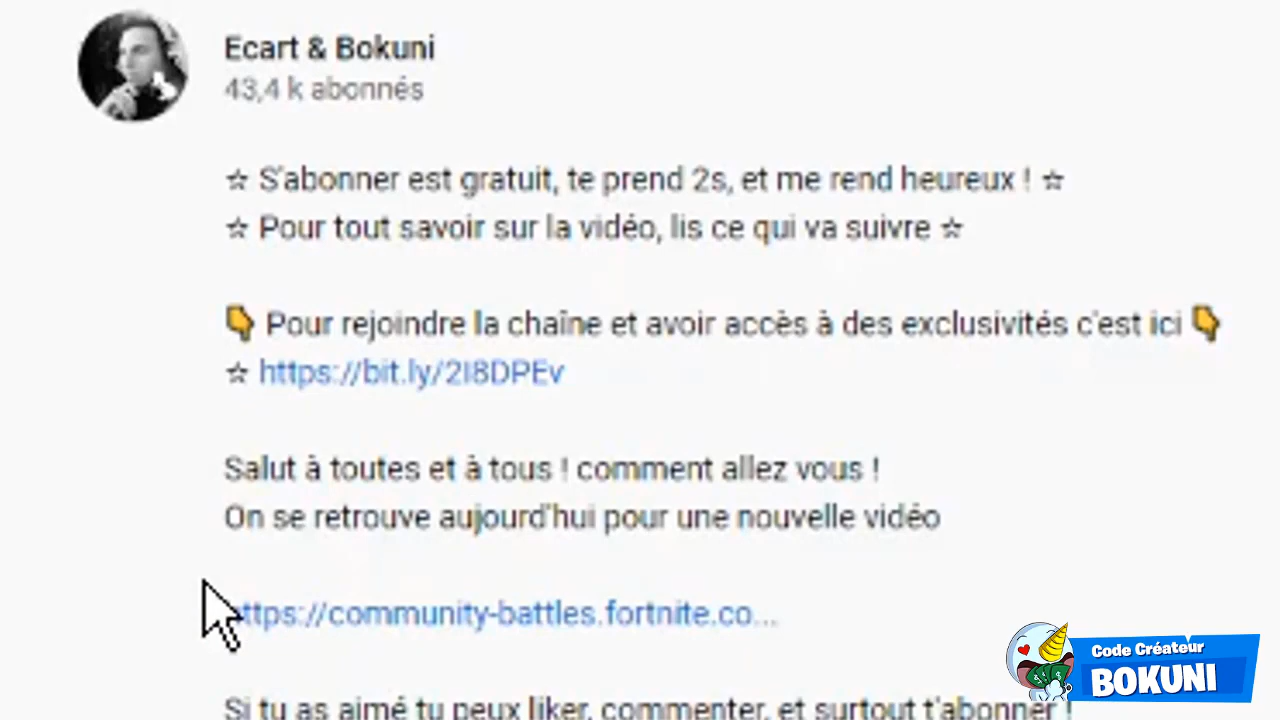 Ecart & Bokuni
43,4 k abonnés
☆ S'abonner est gratuit, te prend 2s, et me rend heureux ! ☆
☆ Pour tout savoir sur la vidéo, lis ce qui va suivre ☆
👇 Pour rejoindre la chaîne et avoir accès à des exclusivités c'est ici 👇
☆ https://bit.ly/2I8DPEv
Salut à toutes et à tous ! comment allez vous !
On se retrouve aujourd'hui pour une nouvelle vidéo
ttps://community-battles.fortnite.co...
Si tu as aimé tu peux liker, commenter, et surtout t'abonner !
Code Créateur
BOKUNI